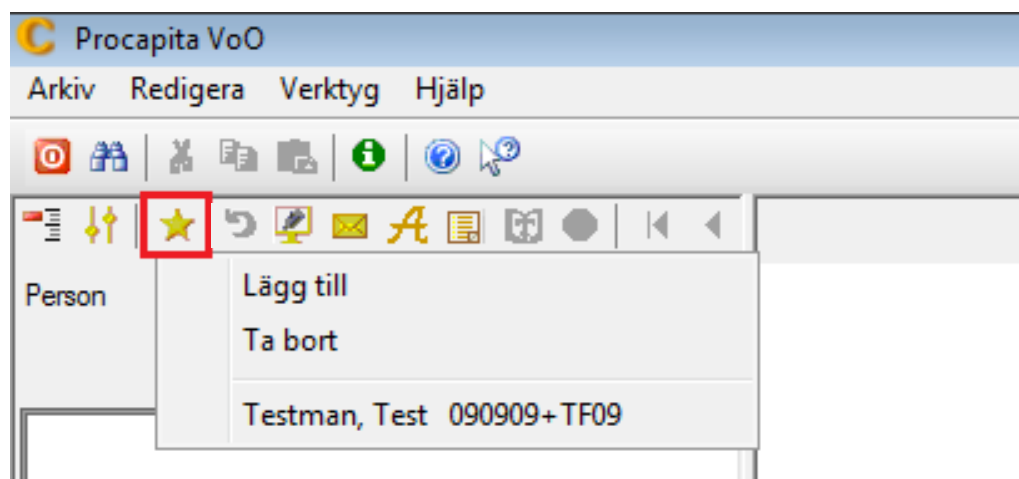 Procapita VoO
Arkiv Redigera Verktyg Hjälp
Person
Lägg till
Ta bort
Testman, Test 090909+TF09